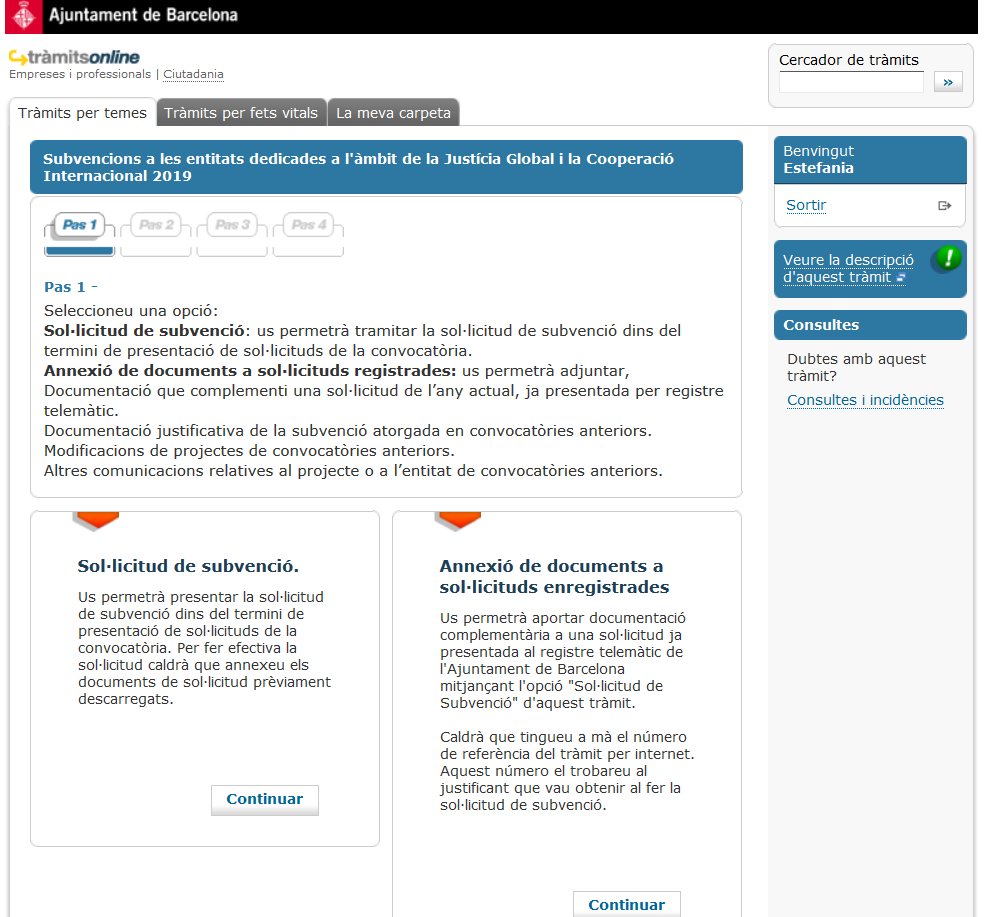 Ajuntament de Barcelona
tràmitsonline
Empreses i professionals | Ciutadania
Cercador de tràmits
»
Tràmits per temes
Tràmits per fets vitals
La meva carpeta
Subvencions a les entitats dedicades a l'àmbit de la Justícia Global i la Cooperació
Internacional 2019
Pas 1
Pas 2
Pas 3
Pas 4
Pas 1 -
Seleccioneu una opció:
Sol·licitud de subvenció: us permetrà tramitar la sol·licitud de subvenció dins del
termini de presentació de sol·licituds de la convocatòria.
Annexió de documents a sol·licituds registrades: us permetrà adjuntar,
Documentació que complementi una sol·licitud de l’any actual, ja presentada per registre
telemàtic.
Documentació justificativa de la subvenció atorgada en convocatòries anteriors.
Modificacions de projectes de convocatòries anteriors.
Altres comunicacions relatives al projecte o a l’entitat de convocatòries anteriors.
Sol·licitud de subvenció.
Us permetrà presentar la sol·licitud
de subvenció dins del termini de
presentació de sol·licituds de la
convocatòria. Per fer efectiva la
sol·licitud caldrà que annexeu els
documents de sol·licitud prèviament
descarregats.
Continuar
Annexió de documents a
sol·licituds enregistrades
Us permetrà aportar documentació
complementària a una sol·licitud ja
presentada al registre telemàtic de
l'Ajuntament de Barcelona
mitjançant l'opció "Sol·licitud de
Subvenció" d'aquest tràmit.
Caldrà que tingueu a mà el número
de referència del tràmit per internet.
Aquest número el trobareu al
justificant que vau obtenir al fer la
sol·licitud de subvenció.
Continuar
Benvingut
Estefania
Sortir
Veure la descripció
d'aquest tràmit
!
Consultes
Dubtes amb aquest
tràmit?
Consultes i incidències